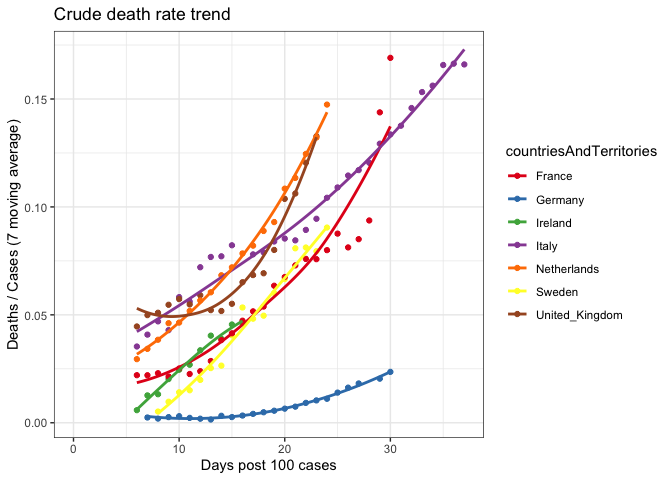 Crude death rate trend
Deaths / Cases (7 moving average)
0.15
0.10
0.05
0.00
0 10 20 30
Days post 100 cases
countriesAndTerritories
France
Germany
Ireland
Italy
Netherlands
Sweden
United_Kingdom